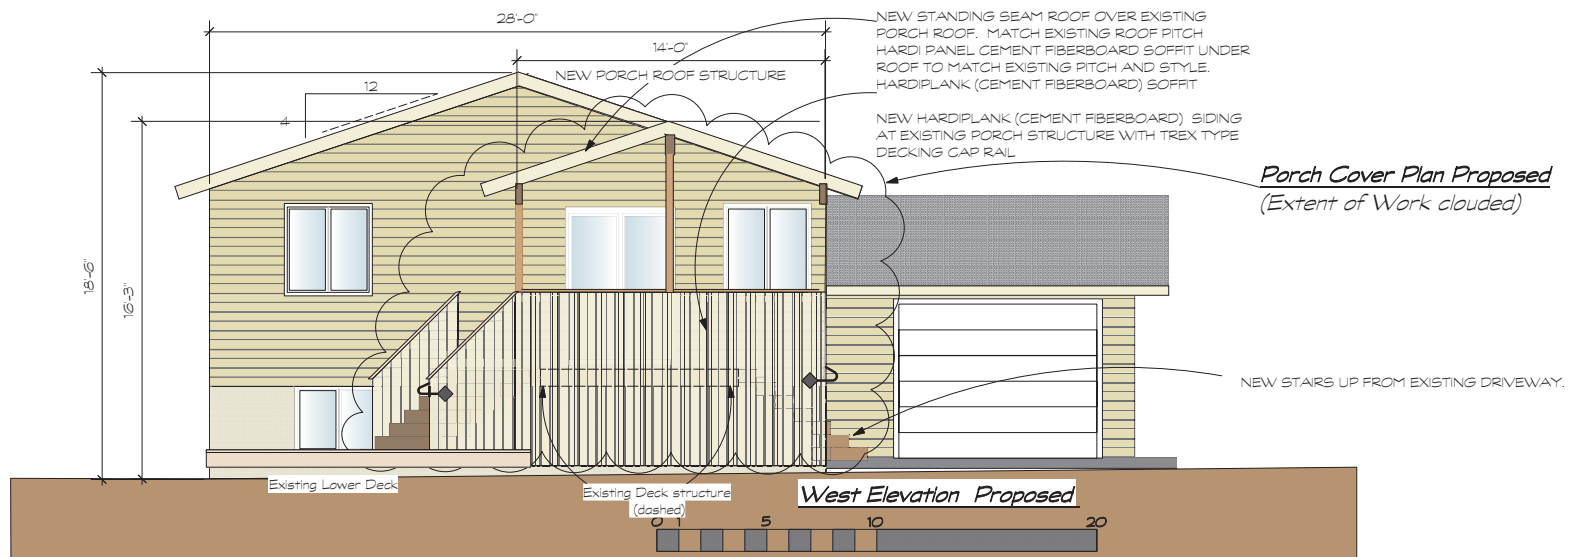 28'-0"
14'-0"
NEW STANDING SEAM ROOF OVER EXISTING
PORCH ROOF. MATCH EXISTING ROOF PITCH
HARDI PANEL CEMENT FIBERBOARD SOFFIT UNDER
ROOF TO MATCH EXISTING PITCH AND STYLE.
HARDIPLANK (CEMENT FIBERBOARD) SOFFIT
NEW PORCH ROOF STRUCTURE
12
4
NEW HARDIPLANK (CEMENT FIBERBOARD) SIDING
AT EXISTING PORCH STRUCTURE WITH TREX TYPE
DECKING CAP RAIL
Porch Cover Plan Proposed
(Extent of Work clouded)
18'-6"
16'-3"
NEW STAIRS UP FROM EXISTING DRIVEWAY.
Existing Lower Deck
Existing Deck structure
(dashed)
West Elevation Proposed
0 1 5 10 20